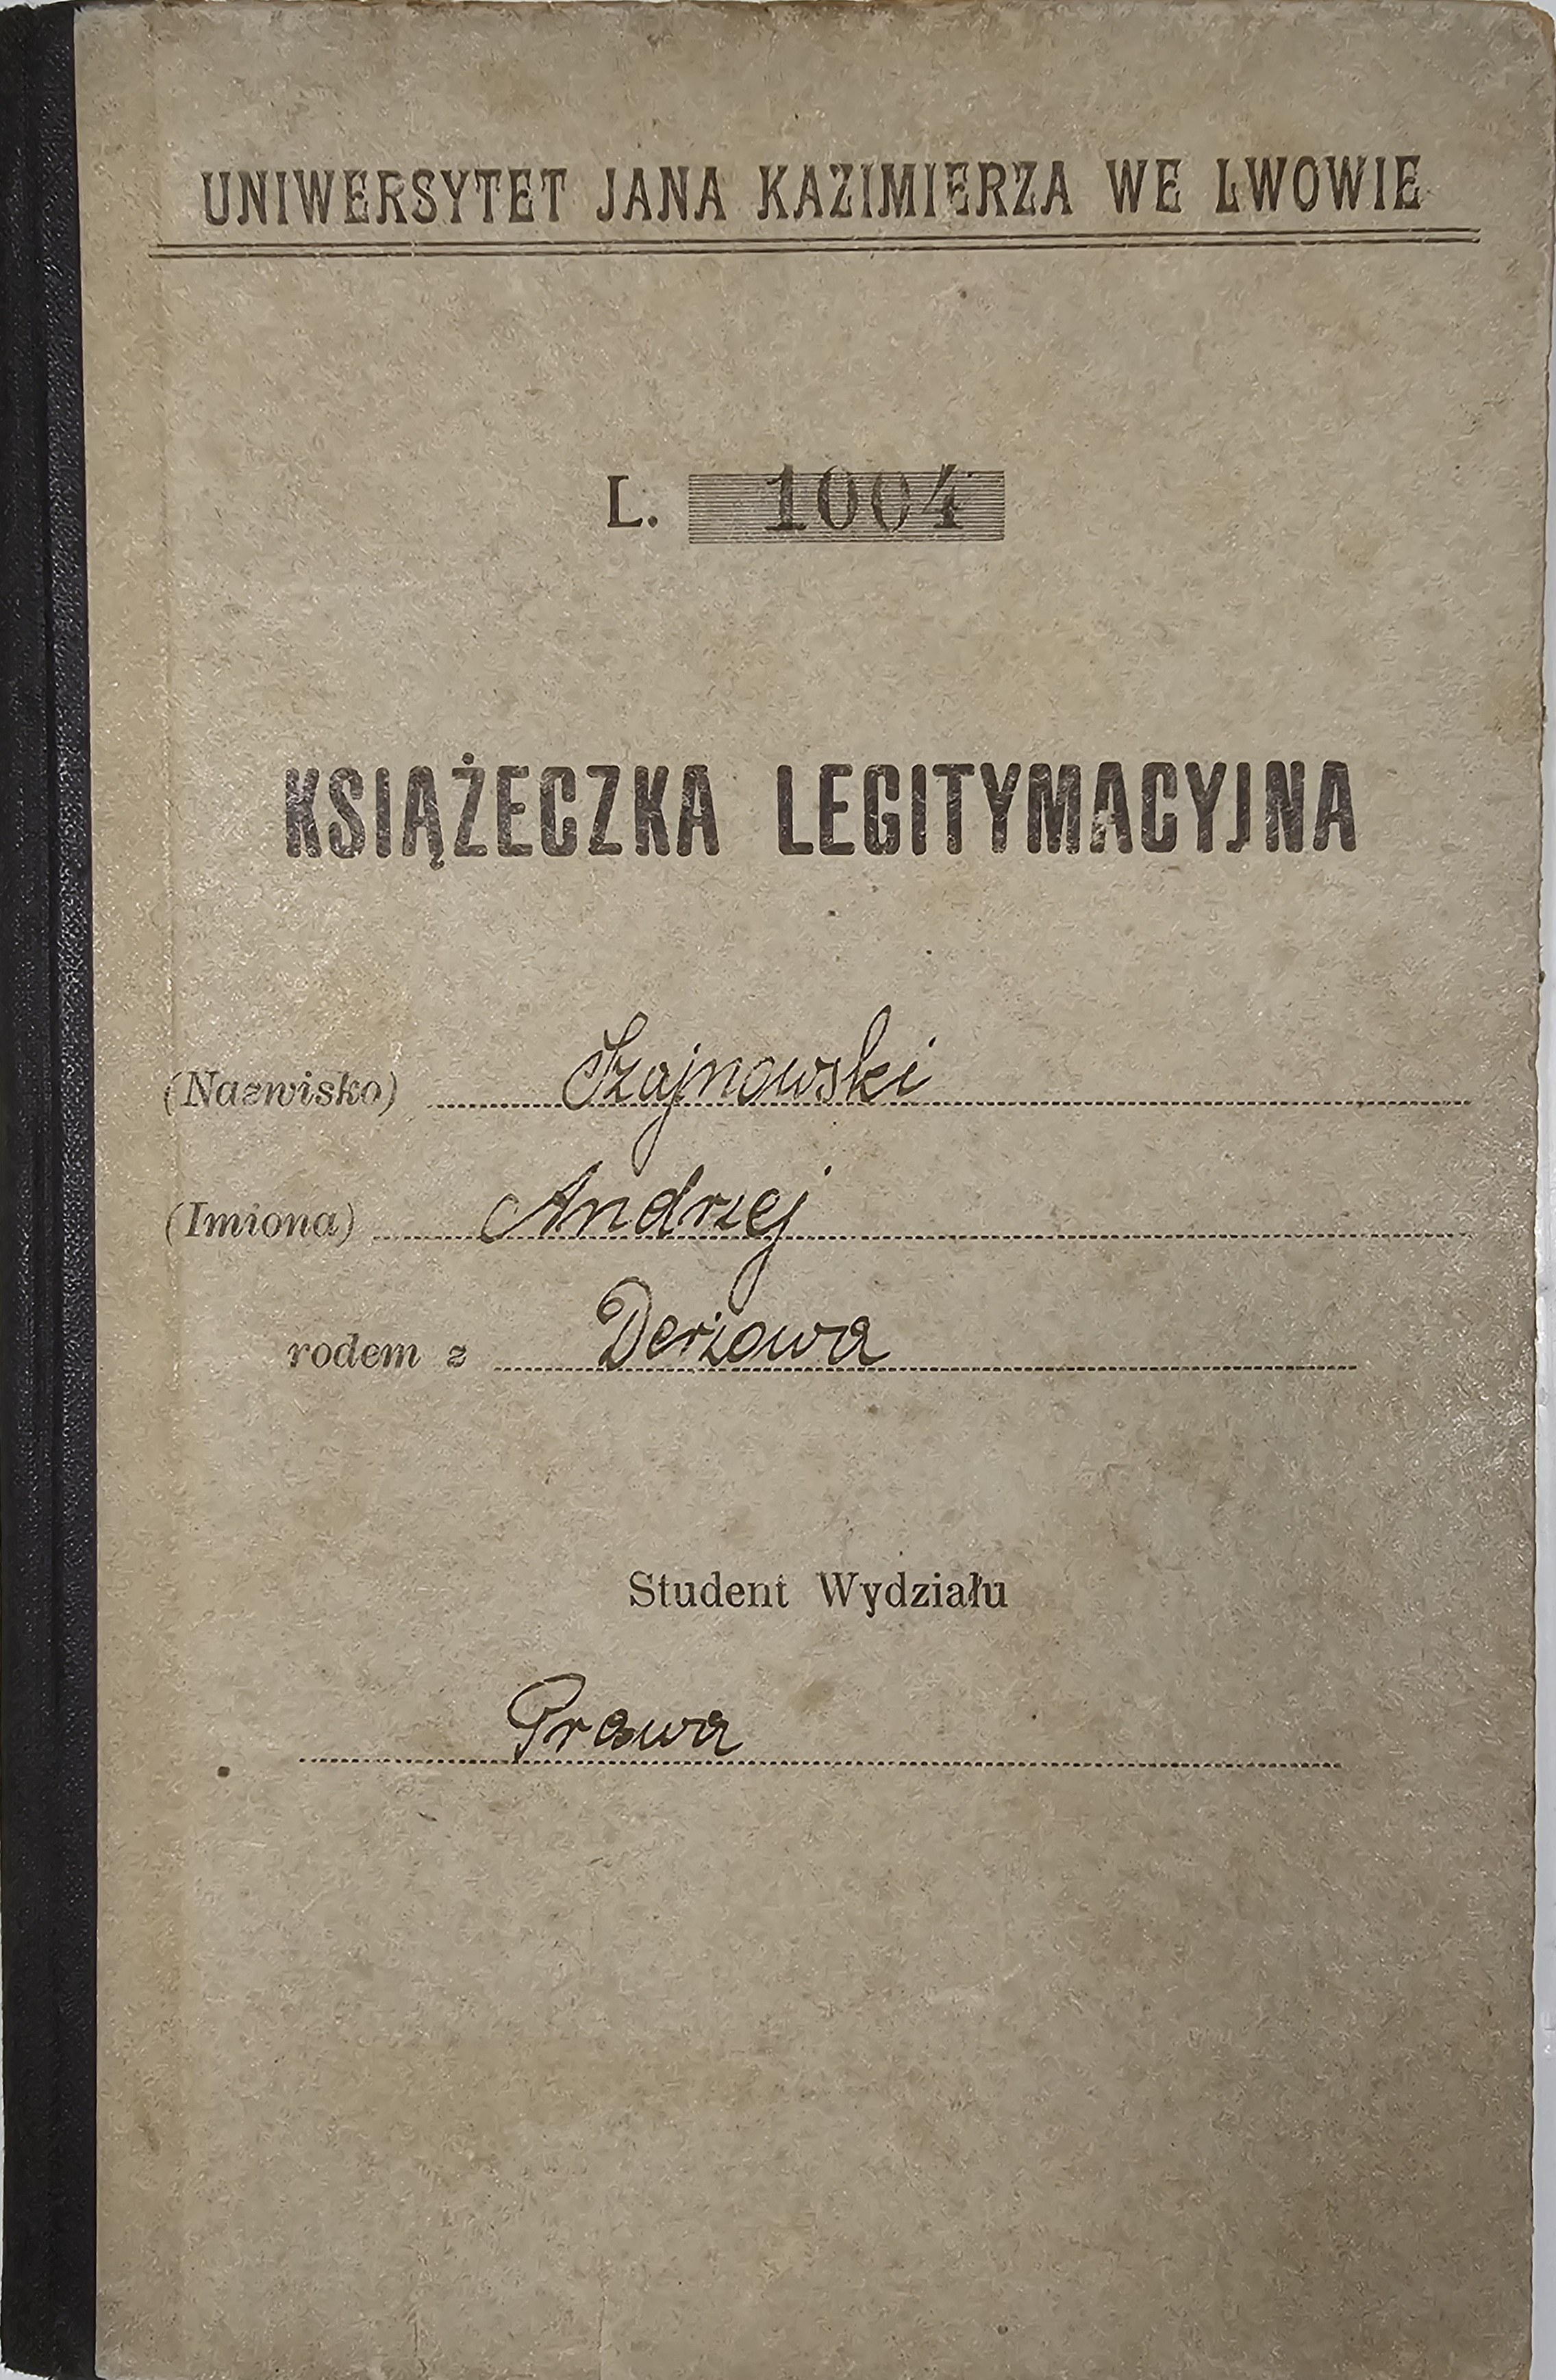 UNIWERSYTET JANA KAZIMIERZA WE LWOWIE
L. 1004
KSIĄŻECZKA LEGITYMACYJNA
(Nazwisko) Szajnowski
(Imiona) Andrzej
rodem z Derżowa
Student Wydziału
Prawa